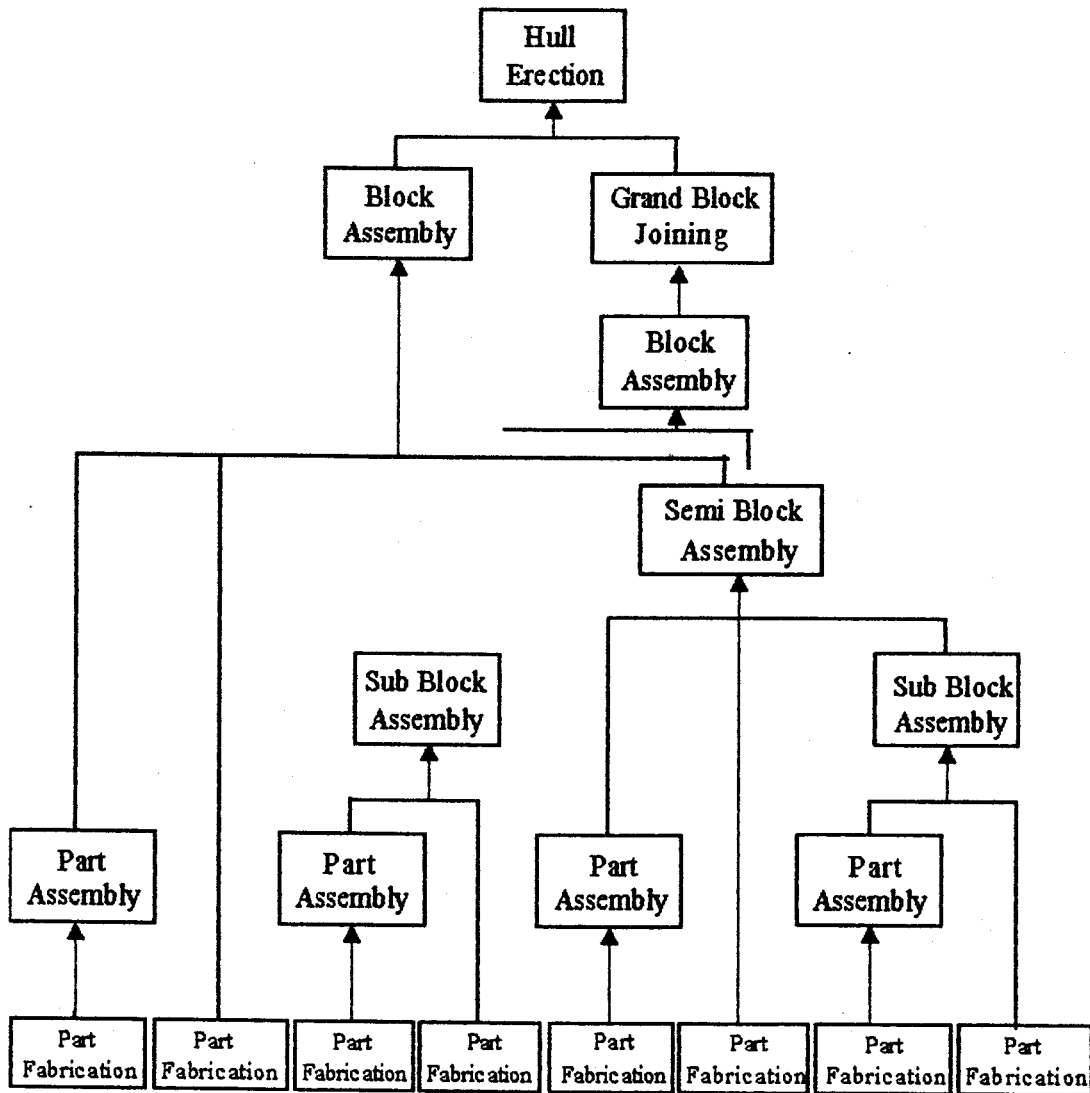 Hull
Erection
Block
Assembly
Grand Block
Joining
Block
Assembly
Semi Block
Assembly
Sub Block
Assembly
Sub Block
Assembly
Part
Assembly
Part
Assembly
Part
Assembly
Part
Assembly
Part
Fabrication
Part
Fabrication
Part
Fabrication
Part
Fabrication
Part
Fabrication
Part
Fabrication
Part
Fabrication
Part
Fabrication